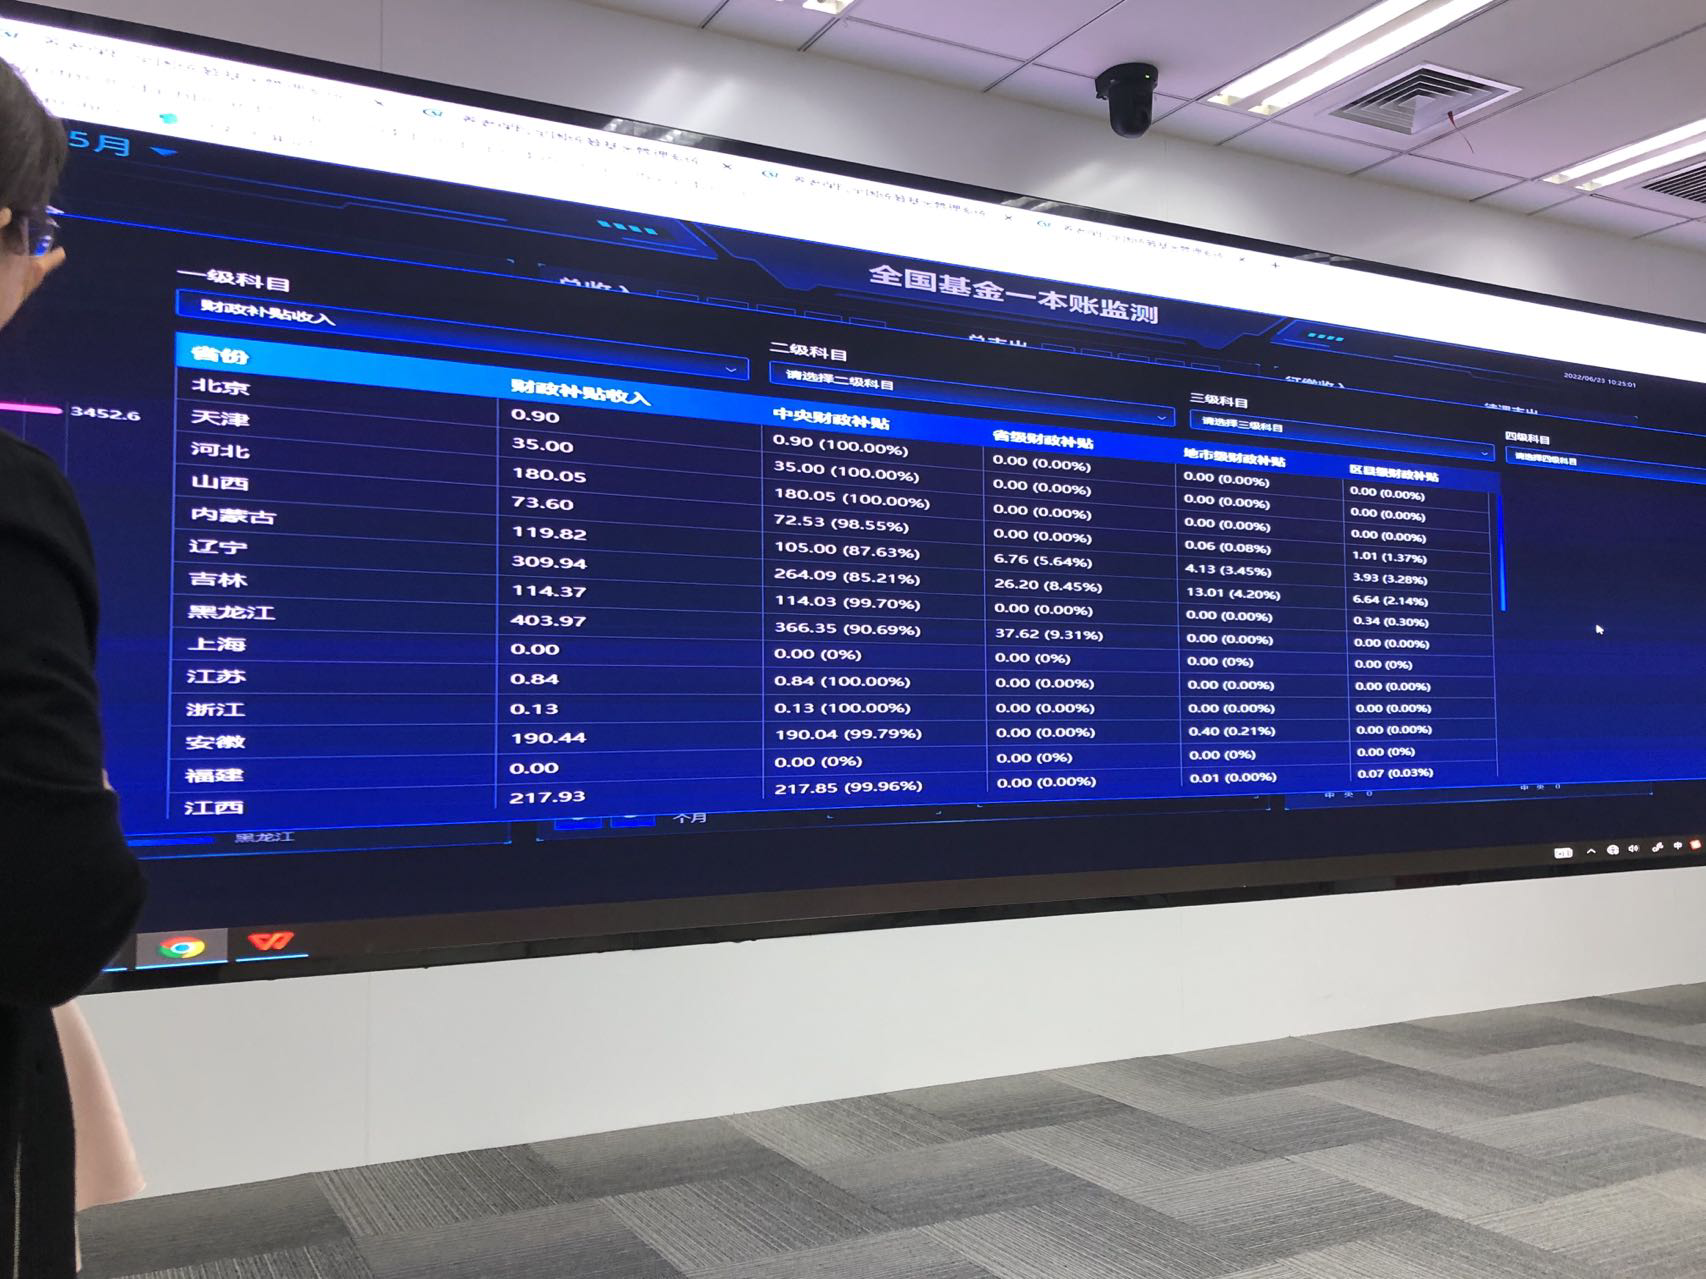 5月
全国基金一本账监测
2022/06/23 10:25:01
一级科目
财政补贴收入
二级科目
请选择二级科目
三级科目
请选择三级科目
四级科目
请选择四级科目
3452.6
省份 财政补贴收入 中央财政补贴 省级财政补贴 地市级财政补贴 区县级财政补贴
北京 0.90 0.90 (100.00%) 0.00 (0.00%) 0.00 (0.00%) 0.00 (0.00%)
天津 35.00 35.00 (100.00%) 0.00 (0.00%) 0.00 (0.00%) 0.00 (0.00%)
河北 180.05 180.05 (100.00%) 0.00 (0.00%) 0.00 (0.00%) 0.00 (0.00%)
山西 73.60 72.53 (98.55%) 0.00 (0.00%) 0.06 (0.08%) 1.01 (1.37%)
内蒙古 119.82 105.00 (87.63%) 6.76 (5.64%) 4.13 (3.45%) 3.93 (3.28%)
辽宁 309.94 264.09 (85.21%) 26.20 (8.45%) 13.01 (4.20%) 6.64 (2.14%)
吉林 114.37 114.03 (99.70%) 0.00 (0.00%) 0.00 (0.00%) 0.34 (0.30%)
黑龙江 403.97 366.35 (90.69%) 37.62 (9.31%) 0.00 (0.00%) 0.00 (0.00%)
上海 0.00 0.00 (0%) 0.00 (0%) 0.00 (0%) 0.00 (0%)
江苏 0.84 0.84 (100.00%) 0.00 (0.00%) 0.00 (0.00%) 0.00 (0.00%)
浙江 0.13 0.13 (100.00%) 0.00 (0.00%) 0.00 (0.00%) 0.00 (0.00%)
安徽 190.44 190.04 (99.79%) 0.00 (0.00%) 0.40 (0.21%) 0.00 (0.00%)
福建 0.00 0.00 (0%) 0.00 (0%) 0.00 (0%) 0.00 (0%)
江西 217.93 217.85 (99.96%) 0.00 (0.00%) 0.01 (0.00%) 0.07 (0.03%)
黑龙江
个月
中央 0
中央 0
中